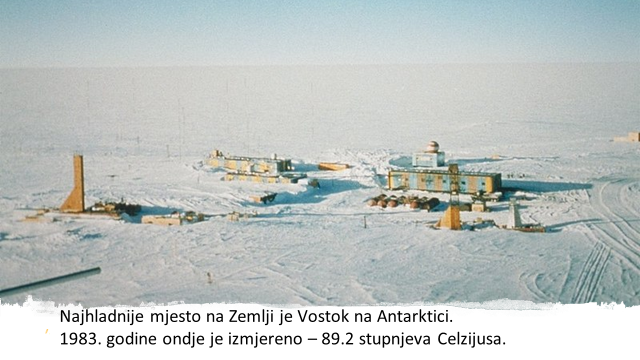 Najhladnije mjesto na Zemlji je Vostok na Antarktici.
1983. godine ondje je izmjereno – 89.2 stupnjeva Celzijusa.